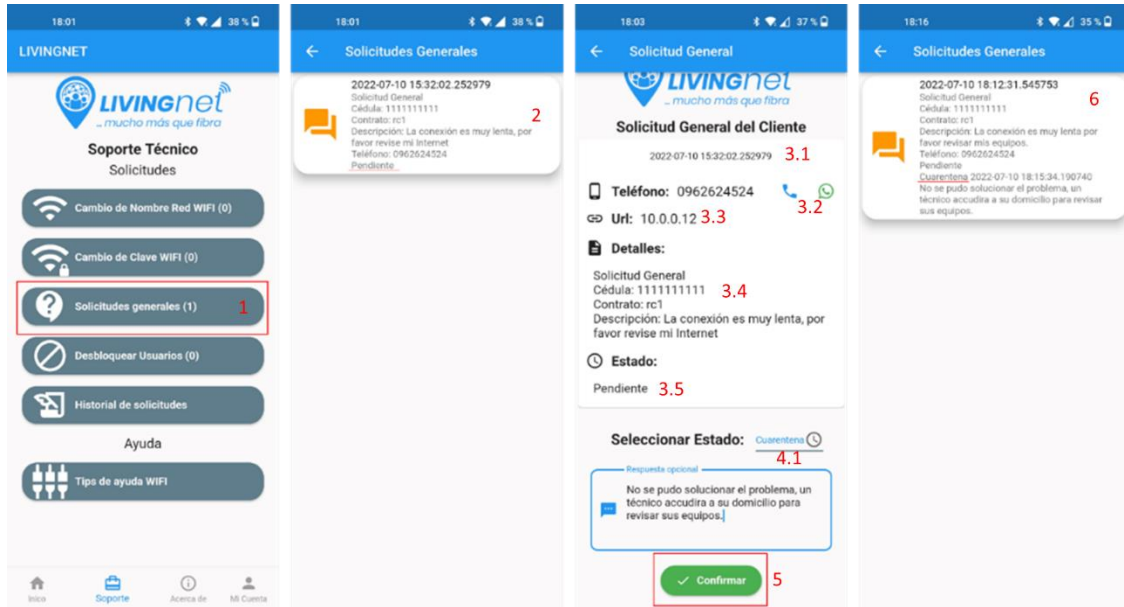 18:01
38 %
LIVINGNET
LIVINGnet
... mucho más que fibra
Soporte Técnico
Solicitudes
Cambio de Nombre Red WIFI (0)
Cambio de Clave WIFI (0)
Solicitudes generales (1)
1
Desbloquear Usuarios (0)
Historial de solicitudes
Ayuda
Tips de ayuda WIFI
Inico
Soporte
Acerca de
Mi Cuenta
18:01
38 %
Solicitudes Generales
2022-07-10 15:32:02.252979
Solicitud General
Cédula: 1111111111
Contrato: rc1
Descripción: La conexión es muy lenta, por
favor revise mi Internet
Teléfono: 0962624524
Pendiente
2
18:03
37 %
Solicitud General
LIVINGnet
... mucho más que fibra
Solicitud General del Cliente
2022-07-10 15:32:02.252979
3.1
Teléfono: 0962624524
3.2
Url: 10.0.0.12
3.3
Detalles:
Solicitud General
Cédula: 1111111111
3.4
Contrato: rc1
Descripción: La conexión es muy lenta, por
favor revise mi Internet
Estado:
Pendiente
3.5
Seleccionar Estado: Cuarentena
4.1
Respuesta opcional
No se pudo solucionar el problema, un
técnico accudira a su domicilio para
revisar sus equipos.
Confirmar
5
18:16
35 %
Solicitudes Generales
2022-07-10 18:12:31.545753
Solicitud General
Cédula: 1111111111
Contrato: rc1
Descripción: La conexión es muy lenta por
favor revisar mis equipos.
Teléfono: 0962624524
Pendiente
Cuarentena 2022-07-10 18:15:34.190740
No se pudo solucionar el problema, un
técnico accudira a su domicilio para revisar
sus equipos.
6